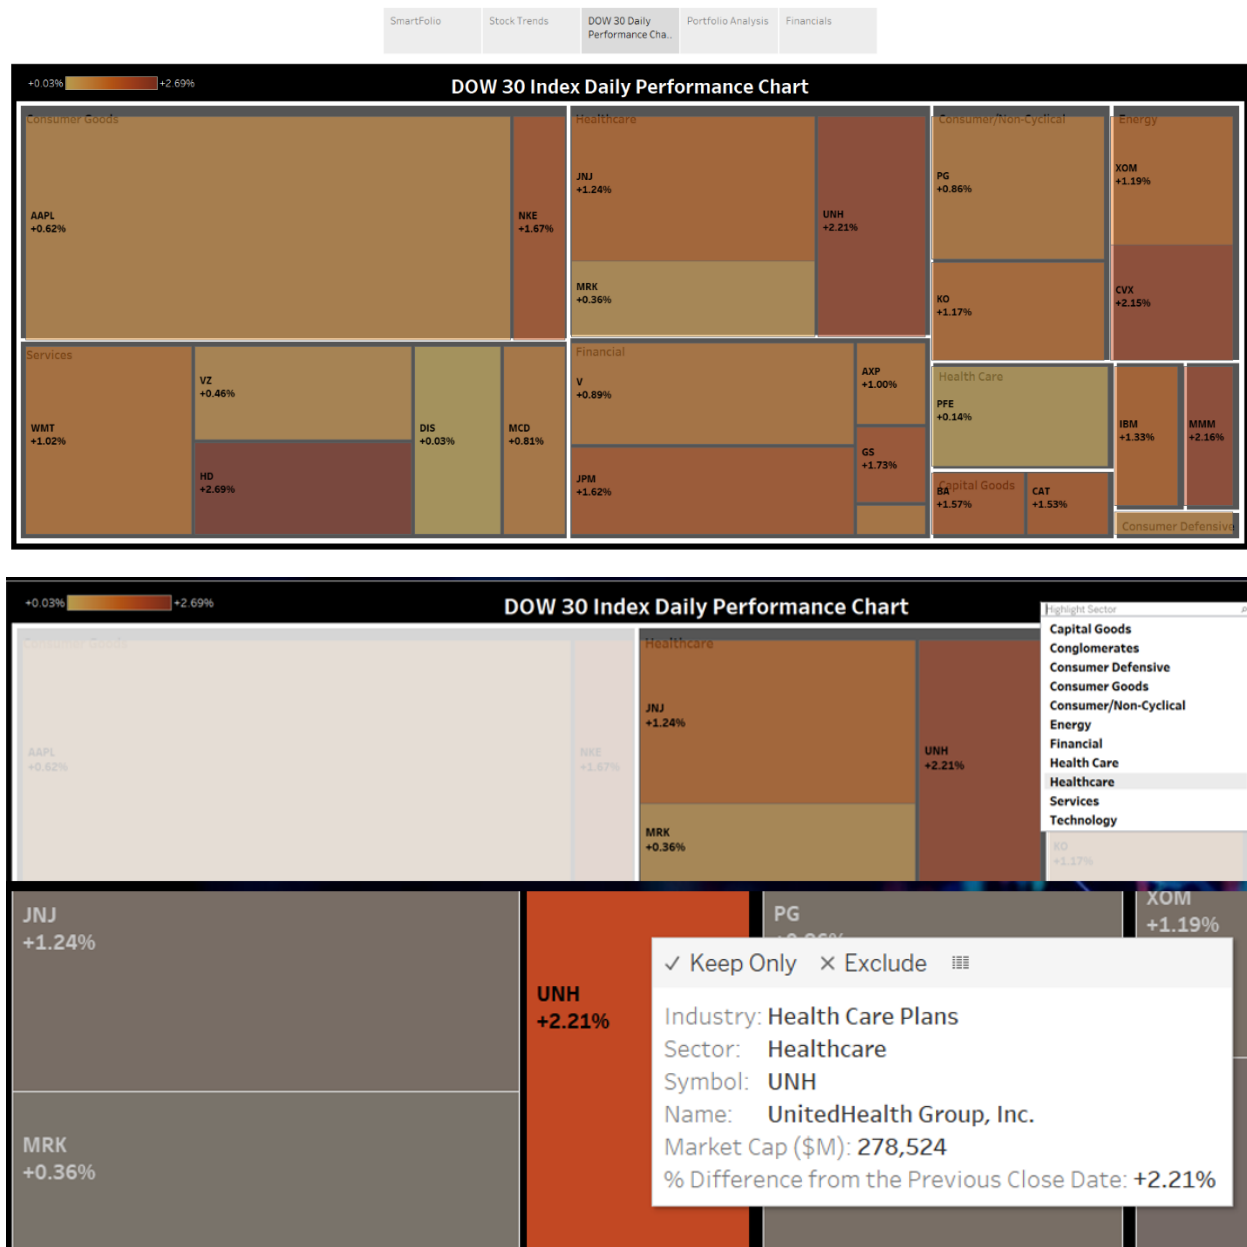 SmartFolio
Stock Trends
DOW 30 Daily
Performance Cha..
Portfolio Analysis
Financials
+0.03%
+2.69%
DOW 30 Index Daily Performance Chart
Consumer Goods
AAPL
+0.62%
NKE
+1.67%
Healthcare
JNJ
+1.24%
MRK
+0.36%
UNH
+2.21%
Consumer/Non-Cyclical
PG
+0.86%
KO
+1.17%
Energy
XOM
+1.19%
CVX
+2.15%
Services
WMT
+1.02%
VZ
+0.46%
HD
+2.69%
DIS
+0.03%
MCD
+0.81%
Financial
V
+0.89%
JPM
+1.62%
AXP
+1.00%
GS
+1.73%
Health Care
PFE
+0.14%
Capital Goods
BA
+1.57%
CAT
+1.53%
IBM
+1.33%
MMM
+2.16%
Consumer Defensive
+0.03%
+2.69%
DOW 30 Index Daily Performance Chart
Highlight Sector
Capital Goods
Conglomerates
Consumer Defensive
Consumer Goods
Consumer/Non-Cyclical
Energy
Financial
Health Care
Healthcare
Services
Technology
Consumer Goods
AAPL
+0.62%
NKE
+1.67%
Healthcare
JNJ
+1.24%
MRK
+0.36%
UNH
+2.21%
KO
+1.17%
JNJ
+1.24%
MRK
+0.36%
UNH
+2.21%
PG
XOM
+1.19%
Keep Only
Exclude
Industry: Health Care Plans
Sector: Healthcare
Symbol: UNH
Name: UnitedHealth Group, Inc.
Market Cap ($M): 278,524
% Difference from the Previous Close Date: +2.21%